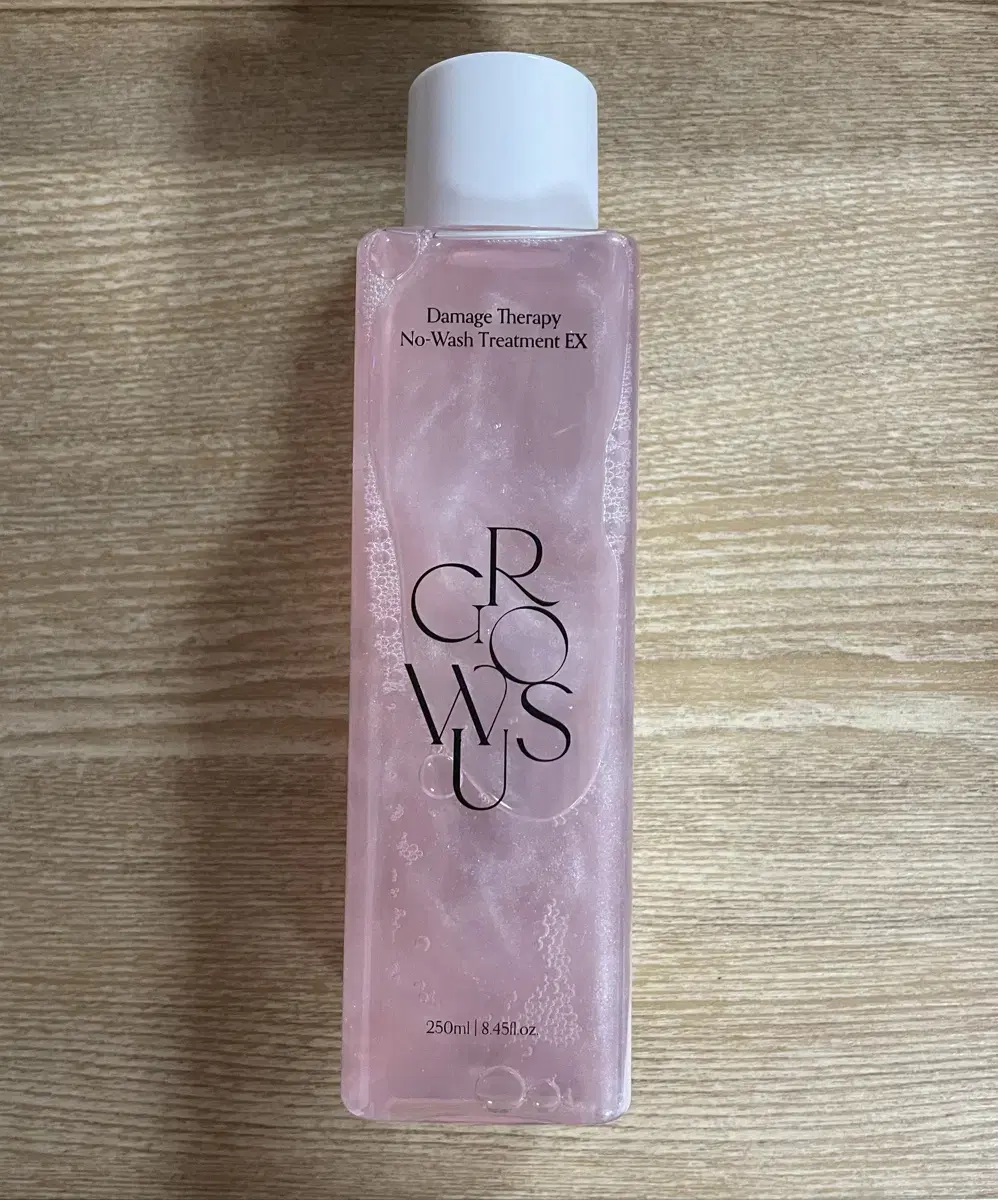 Damage Therapy
No-Wash Treatment EX
GROWUS
250ml | 8.45fl.oz